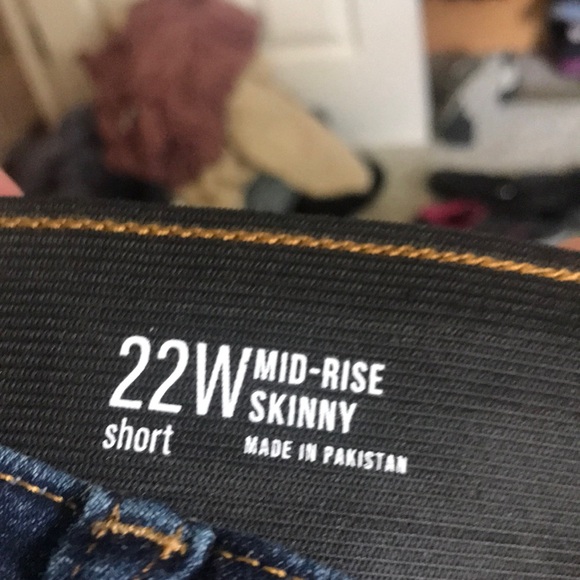 22W MID-RISE
SKINNY
short
MADE IN PAKISTAN